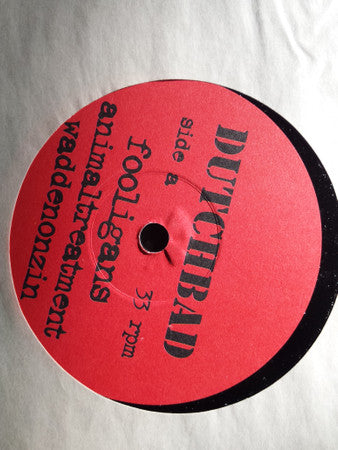 DUTCHBAD
side a
33 rpm
fooligans
animaltreatment
waddenonzin